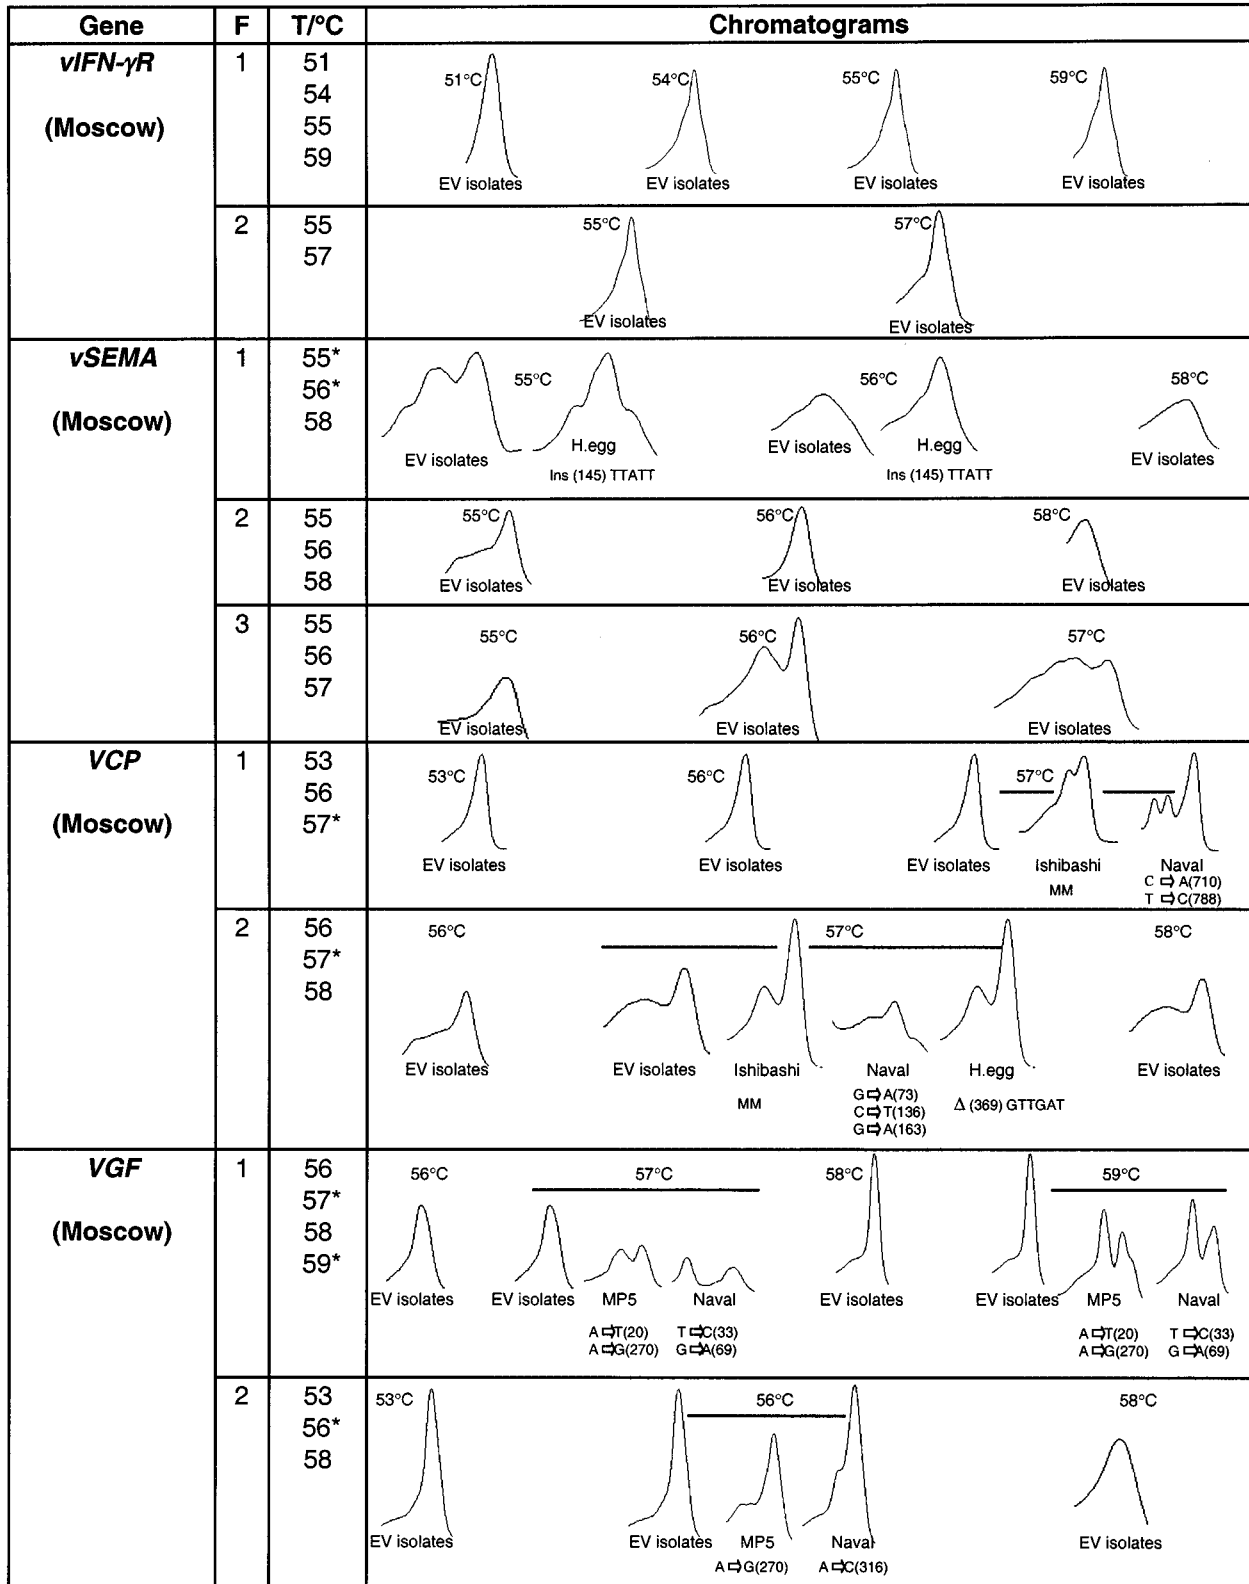 Gene F T/°C Chromatograms
vIFN-γR 1 51
(Moscow) 54
55
59
51°C 54°C 55°C 59°C
EV isolates EV isolates EV isolates EV isolates
2 55
57
55°C 57°C
EV isolates EV isolates
vSEMA 1 55*
(Moscow) 56*
58
55°C 56°C 58°C
EV isolates H.egg EV isolates H.egg EV isolates
Ins (145) TTATT Ins (145) TTATT
2 55
56
58
55°C 56°C 58°C
EV isolates EV isolates EV isolates
3 55
56
57
55°C 56°C 57°C
EV isolates EV isolates EV isolates
VCP 1 53
(Moscow) 56
57*
53°C 56°C 57°C
EV isolates EV isolates EV isolates Ishibashi Naval
MM C ⇨ A(710)
T ⇨ C(788)
2 56
57*
58
56°C 57°C 58°C
EV isolates EV isolates Ishibashi Naval H.egg EV isolates
MM G⇨A(73) Δ (369) GTTGAT
C⇨T(136)
G⇨A(163)
VGF 1 56
(Moscow) 57*
58
59*
56°C 57°C 58°C 59°C
EV isolates EV isolates MP5 Naval EV isolates EV isolates MP5 Naval
A⇨T(20) T⇨C(33) A⇨T(20) T⇨C(33)
A⇨G(270) G⇨A(69) A⇨G(270) G⇨A(69)
2 53
56*
58
53°C 56°C 58°C
EV isolates EV isolates MP5 Naval EV isolates
A⇨G(270) A⇨C(316)